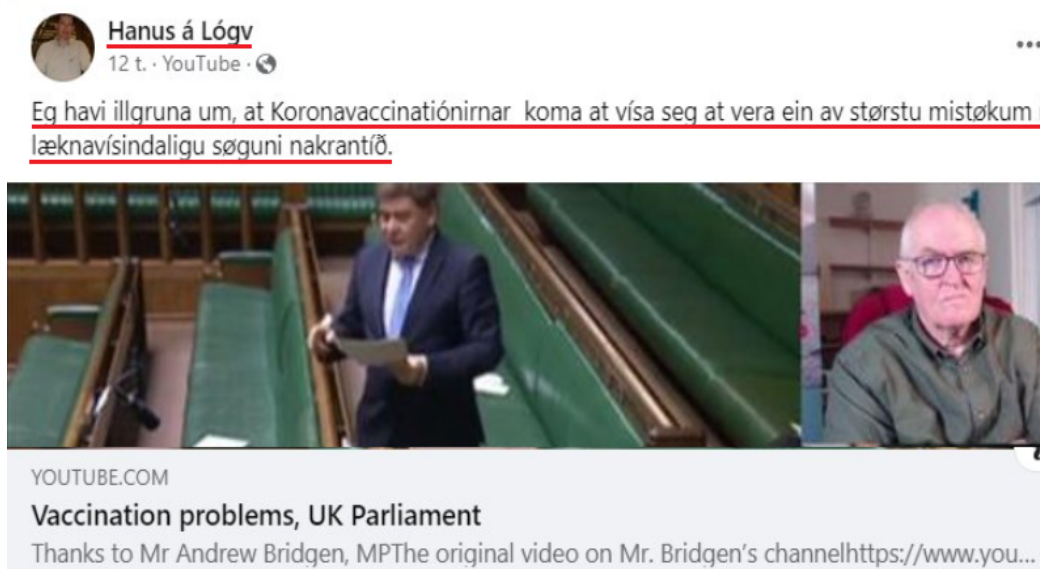 Hanus á Lógv
12 t. · YouTube ·
Eg havi illgruna um, at Koronavaccinatiónirnar koma at vísa seg at vera ein av størstu mistøkum
læknavísindaligu søguni nakrantíð.
YOUTUBE.COM
Vaccination problems, UK Parliament
Thanks to Mr Andrew Bridgen, MPThe original video on Mr. Bridgen's channelhttps://www.you...